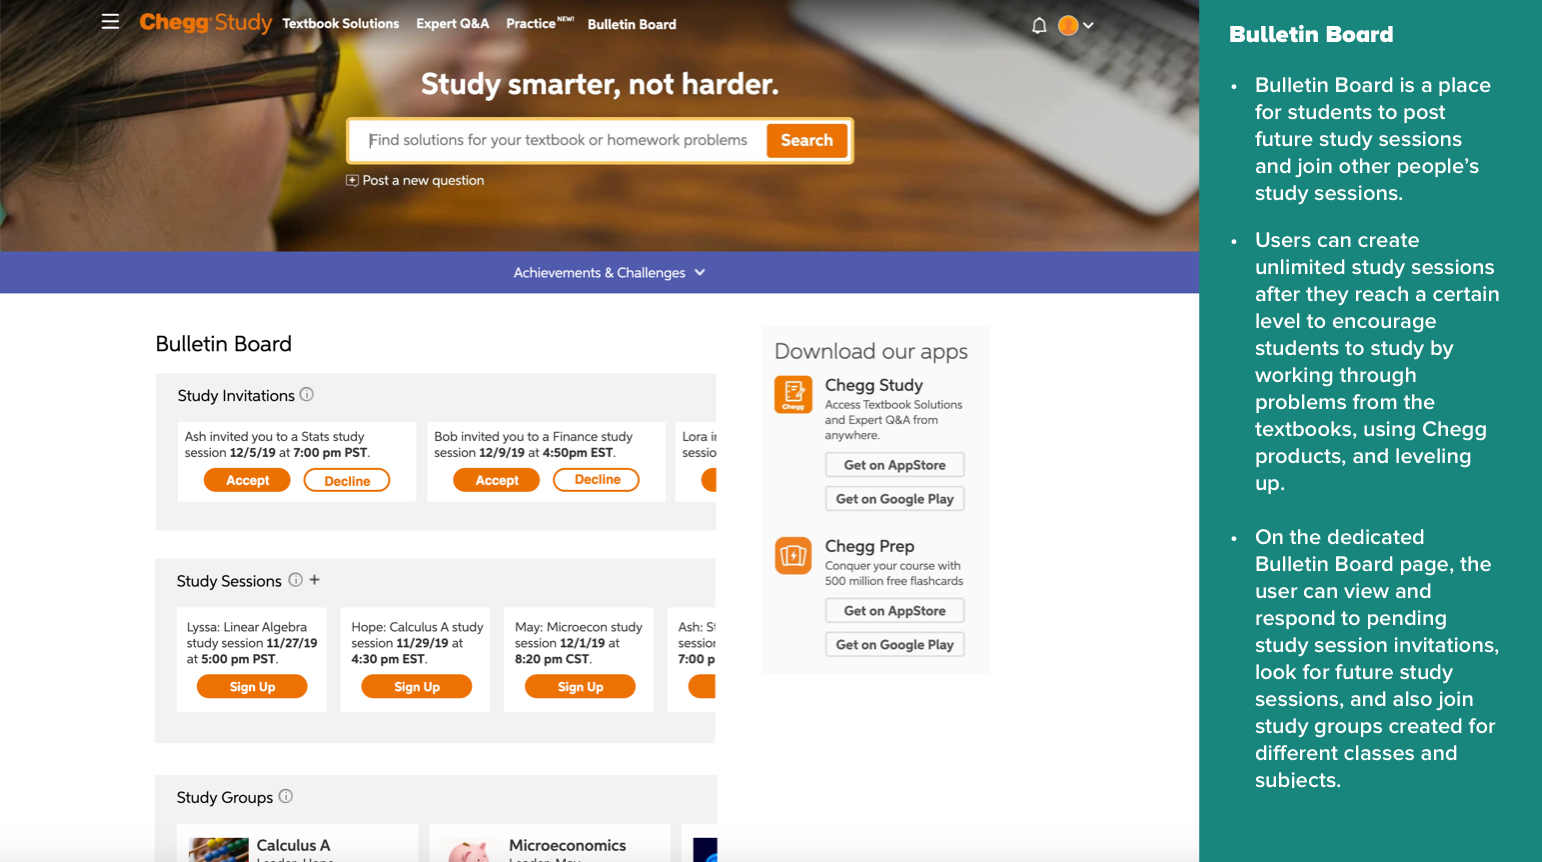 Chegg Study Textbook Solutions Expert Q&A Practice NEW! Bulletin Board
Study smarter, not harder.
Find solutions for your textbook or homework problems Search
Post a new question
Achievements & Challenges
Bulletin Board
Study Invitations
Ash invited you to a Stats study
session 12/5/19 at 7:00 pm PST.
Accept Decline
Bob invited you to a Finance study
session 12/9/19 at 4:50pm EST.
Accept Decline
Lora
Study Sessions +
Lyssa: Linear Algebra
study session 11/27/19
at 5:00 pm PST.
Sign Up
Hope: Calculus A study
session 11/29/19 at
4:30 pm EST.
Sign Up
May: Microecon study
session 12/1/19 at
8:20 pm CST.
Sign Up
Ash:
7:00
Study Groups
Calculus A
Microeconomics
Download our apps
Chegg
Chegg Study
Access Textbook Solutions
and Expert Q&A from
anywhere.
Get on AppStore
Get on Google Play
Chegg Prep
Conquer your course with
500 million free flashcards
Get on AppStore
Get on Google Play
Bulletin Board
• Bulletin Board is a place
for students to post
future study sessions
and join other people's
study sessions.
• Users can create
unlimited study sessions
after they reach a certain
level to encourage
students to study by
working through
problems from the
textbooks, using Chegg
products, and leveling
up.
• On the dedicated
Bulletin Board page, the
user can view and
respond to pending
study session invitations,
look for future study
sessions, and also join
study groups created for
different classes and
subjects.